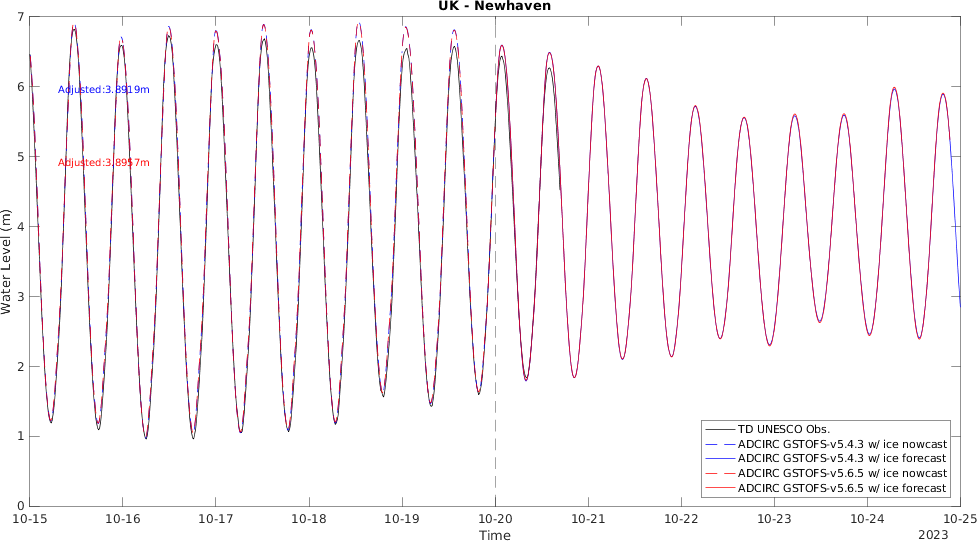 UK - Newhaven
7
6
5
4
3
2
1
0
Water Level (m)
Adjusted:3.8919m
Adjusted:3.8957m
TD UNESCO Obs.
ADCIRC GSTOFS-v5.4.3 w/ ice nowcast
ADCIRC GSTOFS-v5.4.3 w/ ice forecast
ADCIRC GSTOFS-v5.6.5 w/ ice nowcast
ADCIRC GSTOFS-v5.6.5 w/ ice forecast
10-15 10-16 10-17 10-18 10-19 10-20 10-21 10-22 10-23 10-24 10-25
Time
2023